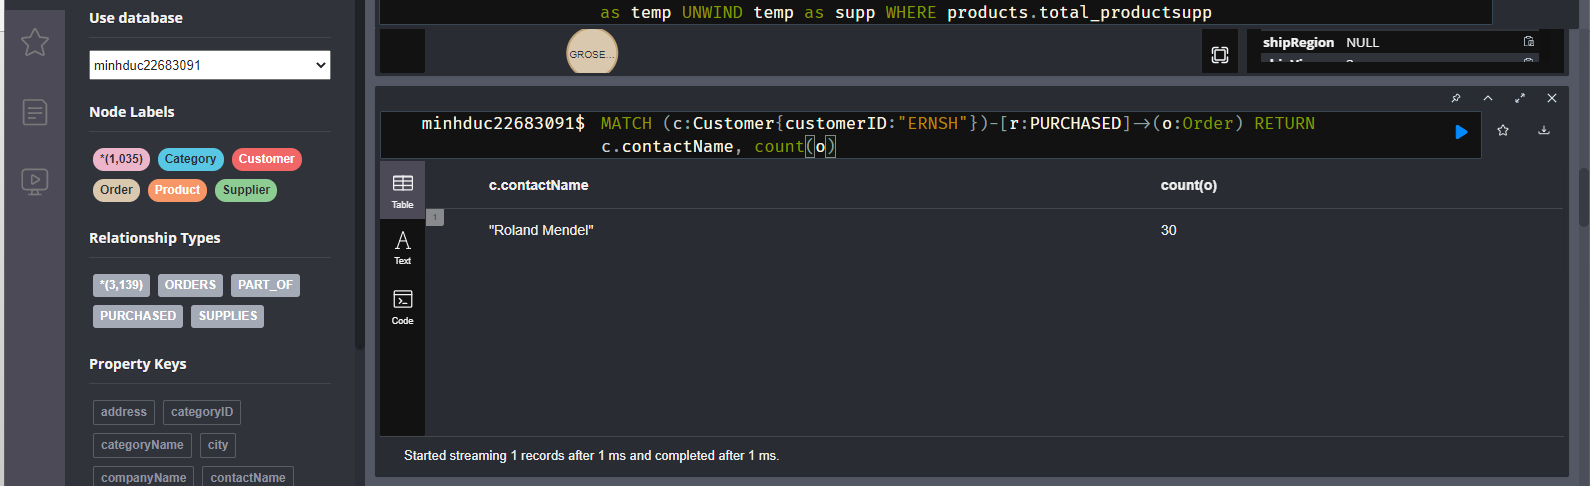 Use database
minhduc22683091
Node Labels
*(1,035) Category Customer
Order Product Supplier
Relationship Types
*(3,139) ORDERS PART_OF
PURCHASED SUPPLIES
Property Keys
address categoryID
categoryName city
companyName contactName
as temp UNWIND temp as supp WHERE products.total_productsupp
GROSE...
shipRegion NULL
minhduc22683091$ MATCH (c:Customer{customerID:"ERNSH"})-[r:PURCHASED]->(o:Order) RETURN
c.contactName, count(o)
Table
Text
Code
c.contactName count(o)
1
"Roland Mendel" 30
Started streaming 1 records after 1 ms and completed after 1 ms.